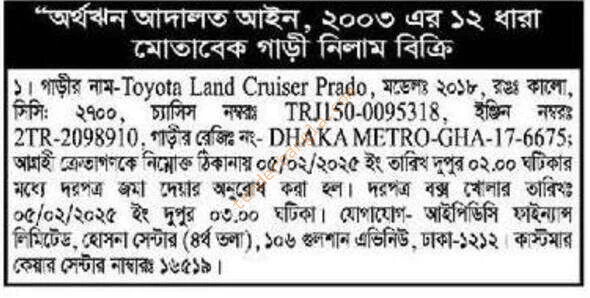 “অর্থঋন আদালত আইন, ২০০৩ এর ১২ ধারা
মোতাবেক গাড়ী নিলাম বিক্রি
১। গাড়ীর নাম-Toyota Land Cruiser Prado, মডেলঃ ২০১৮, রঙঃ কালো,
সিসি: ২৭০০, চ্যাসিস নম্বরঃ TRJ150-0095318, ইঞ্জিন নম্বরঃ
2TR-2098910, গাড়ীর রেজিঃ নং- DHAKA METRO-GHA-17-6675;
আগ্রহী ক্রেতাগণকে নিম্নোক্ত ঠিকানায় ০৫/০২/২০২৫ ইং তারিখ দুপুর ০২.০০ ঘটিকার
মধ্যে দরপত্র জমা দেয়ার অনুরোধ করা হল। দরপত্র বক্স খোলার তারিখঃ
০৫/০২/২০২৫ ইং দুপুর ০৩.০০ ঘটিকা। যোগাযোগ- আইপিডিসি ফাইন্যান্স
লিমিটেড, হোসনা সেন্টার (৪র্থ তলা), ১০৬ গুলশান এভিনিউ, ঢাকা-১২১২। কাস্টমার
কেয়ার সেন্টার নাম্বারঃ ১৬৫১৯।